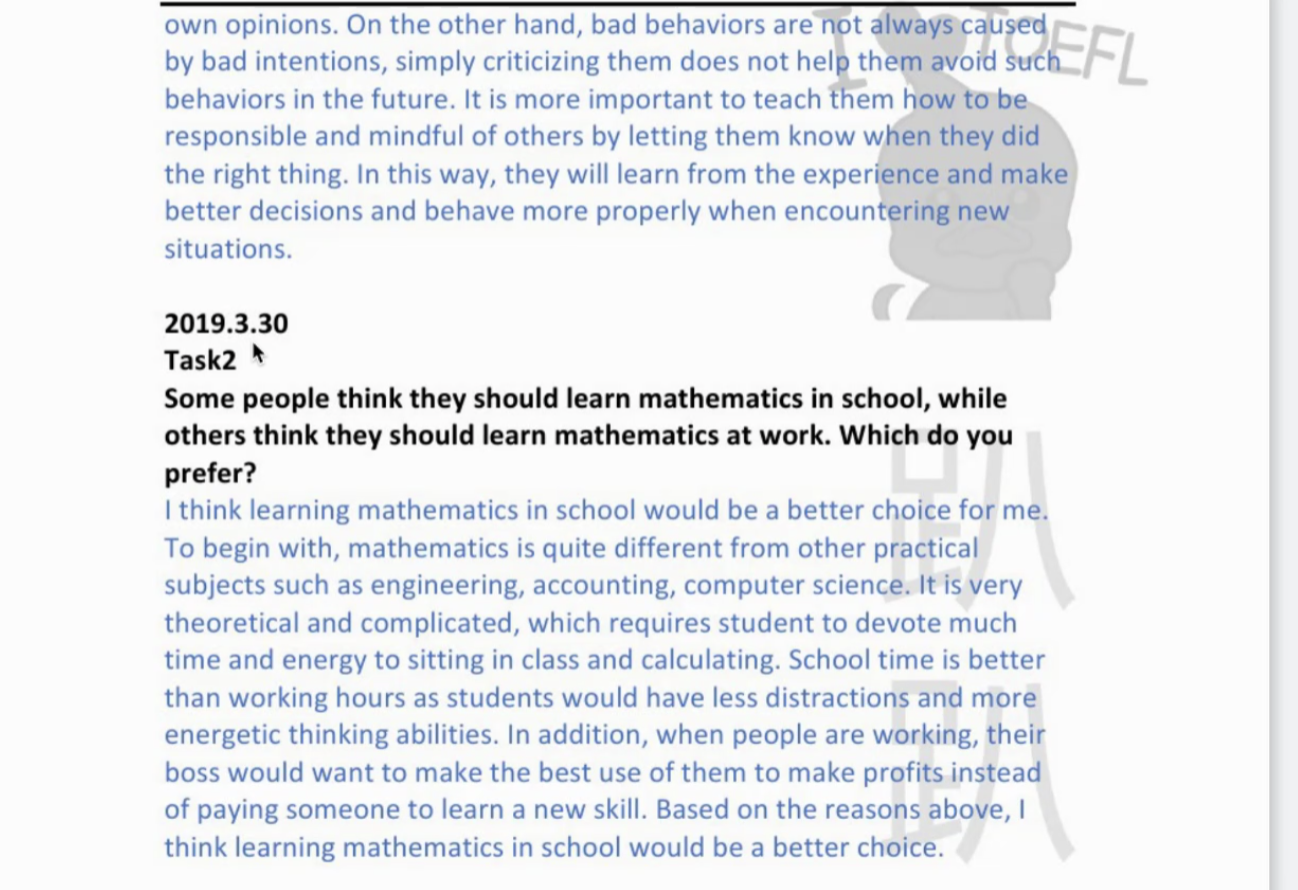 own opinions. On the other hand, bad behaviors are not always caused
by bad intentions, simply criticizing them does not help them avoid such
behaviors in the future. It is more important to teach them how to be
responsible and mindful of others by letting them know when they did
the right thing. In this way, they will learn from the experience and make
better decisions and behave more properly when encountering new
situations.
I TOEFL
2019.3.30
Task2
Some people think they should learn mathematics in school, while
others think they should learn mathematics at work. Which do you
prefer?
I think learning mathematics in school would be a better choice for me.
To begin with, mathematics is quite different from other practical
subjects such as engineering, accounting, computer science. It is very
theoretical and complicated, which requires student to devote much
time and energy to sitting in class and calculating. School time is better
than working hours as students would have less distractions and more
energetic thinking abilities. In addition, when people are working, their
boss would want to make the best use of them to make profits instead
of paying someone to learn a new skill. Based on the reasons above, I
think learning mathematics in school would be a better choice.
趴
趴